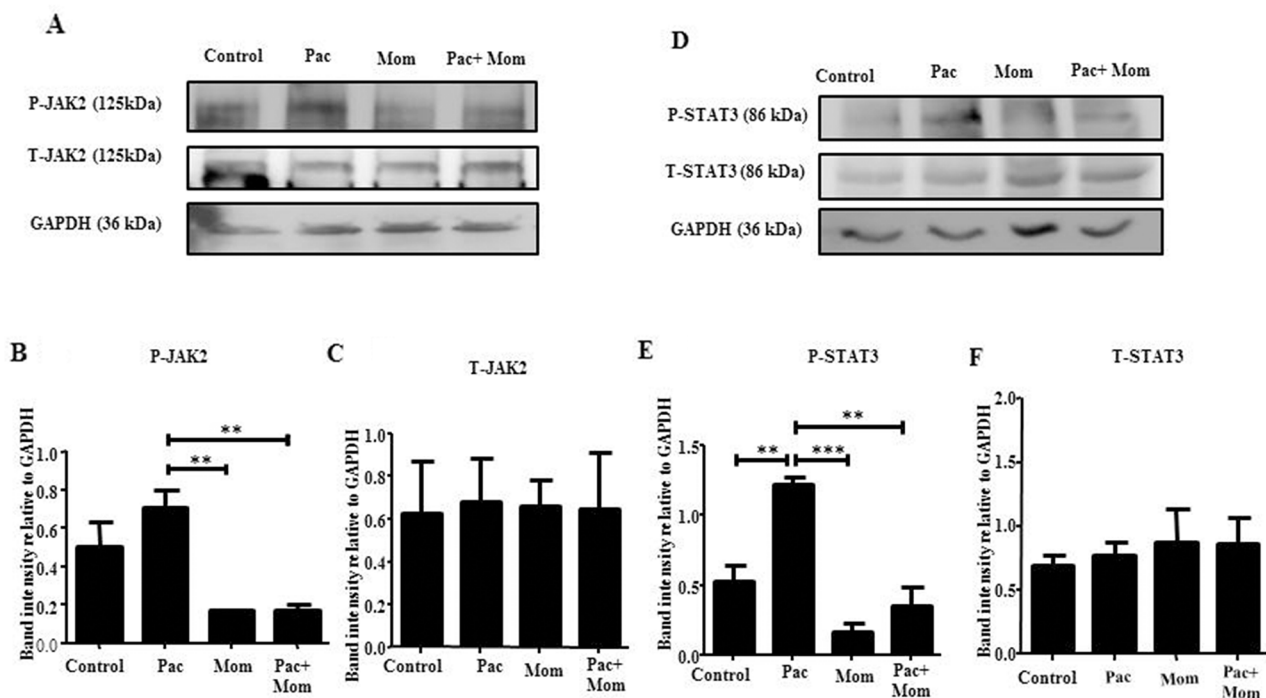 A
Control Pac Mom Pac+ Mom
P-JAK2 (125kDa)
T-JAK2 (125kDa)
GAPDH (36 kDa)
D
Control Pac Mom Pac+ Mom
P-STAT3 (86 kDa)
T-STAT3 (86 kDa)
GAPDH (36 kDa)
B
P-JAK2
Band intensity relative to GAPDH
1.0
0.8
0.6
0.4
0.2
0.0
**
**
Control Pac Mom Pac+
Mom
C
T-JAK2
Band intensity relative to GAPDH
1.0
0.8
0.6
0.4
0.2
0.0
Control Pac Mom Pac+
Mom
E
P-STAT3
Band intensity relative to GAPDH
1.5
1.0
0.5
0.0
**
** ***
Control Pac Mom Pac+
Mom
F
T-STAT3
Band intensity relative to GAPDH
2.0
1.5
1.0
0.5
0.0
Control Pac Mom Pac+
Mom